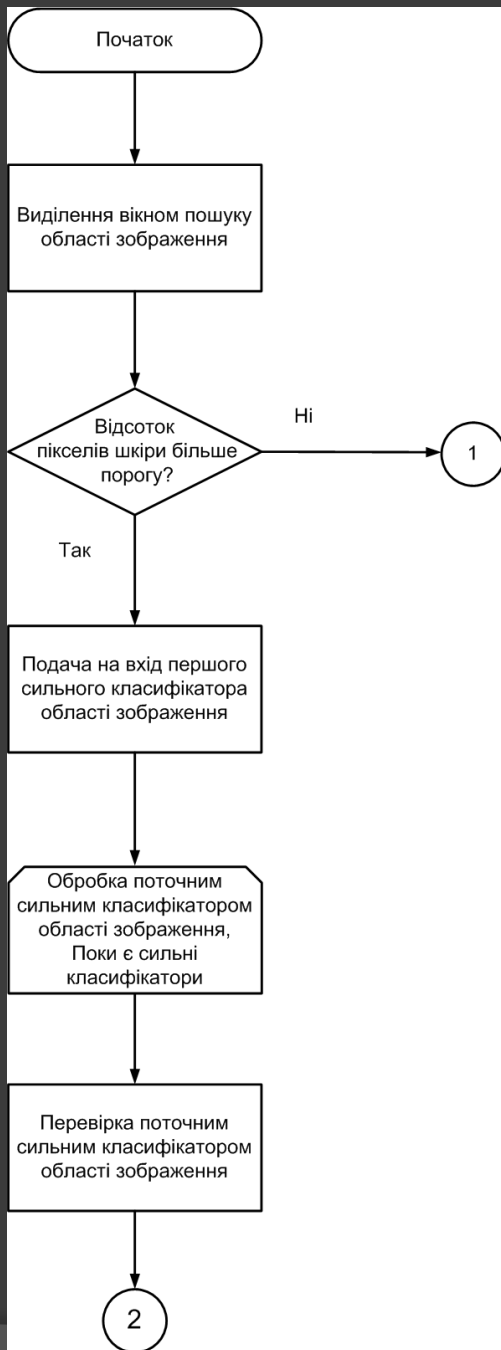 Початок
Виділення вікном пошуку
області зображення
Відсоток
пікселів шкіри більше
порогу?
Ні
1
Так
Подача на вхід першого
сильного класифікатора
області зображення
Обробка поточним
сильним класифікатором
області зображення,
Поки є сильні
класифікатори
Перевірка поточним
сильним класифікатором
області зображення
2